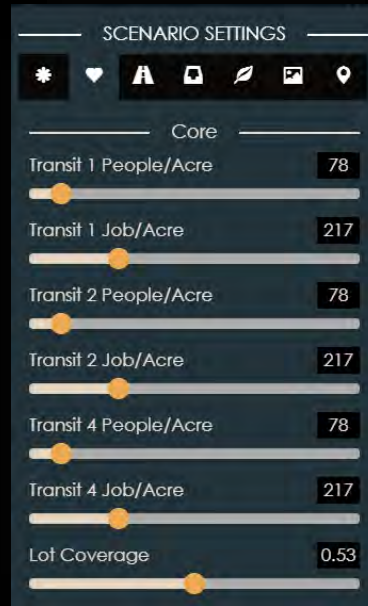 SCENARIO SETTINGS
Core
Transit 1 People/Acre 78
Transit 1 Job/Acre 217
Transit 2 People/Acre 78
Transit 2 Job/Acre 217
Transit 4 People/Acre 78
Transit 4 Job/Acre 217
Lot Coverage 0.53